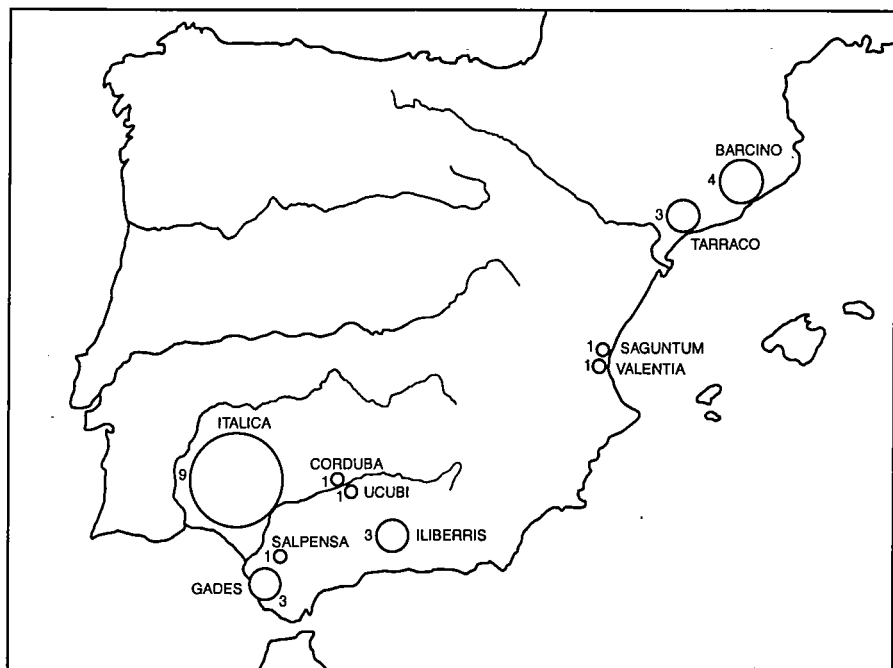 BARCINO
4
3
TARRACO
1 SAGUNTUM
1 VALENTIA
ITALICA
9
CORDUBA
1
1 UCUBI
3 ILIBERRIS
SALPENSA
1
GADES
3